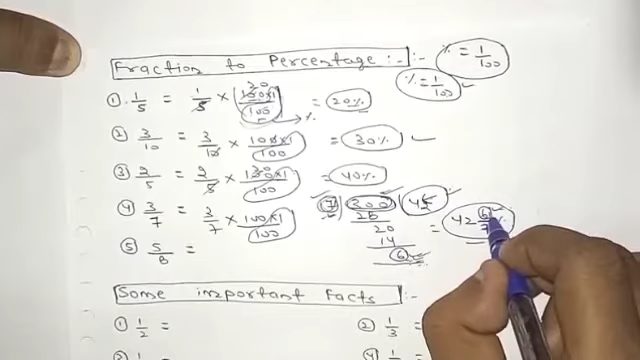 Fraction to Percentage :- :- % = 1/100
% = 1/100
① 1/5 = 1/5 × 100×1/100 = 20%
② 3/10 = 3/10 × 100×1/100 = 30%
③ 2/5 = 2/5 × 100×1/100 = 40%
④ 3/7 = 3/7 × 100×1/100 7) 300 ( = 42 6/7 %
28
20
14
6
⑤ 5/8 =
Some important Facts :-
① 1/2 = ② 1/3 =
④